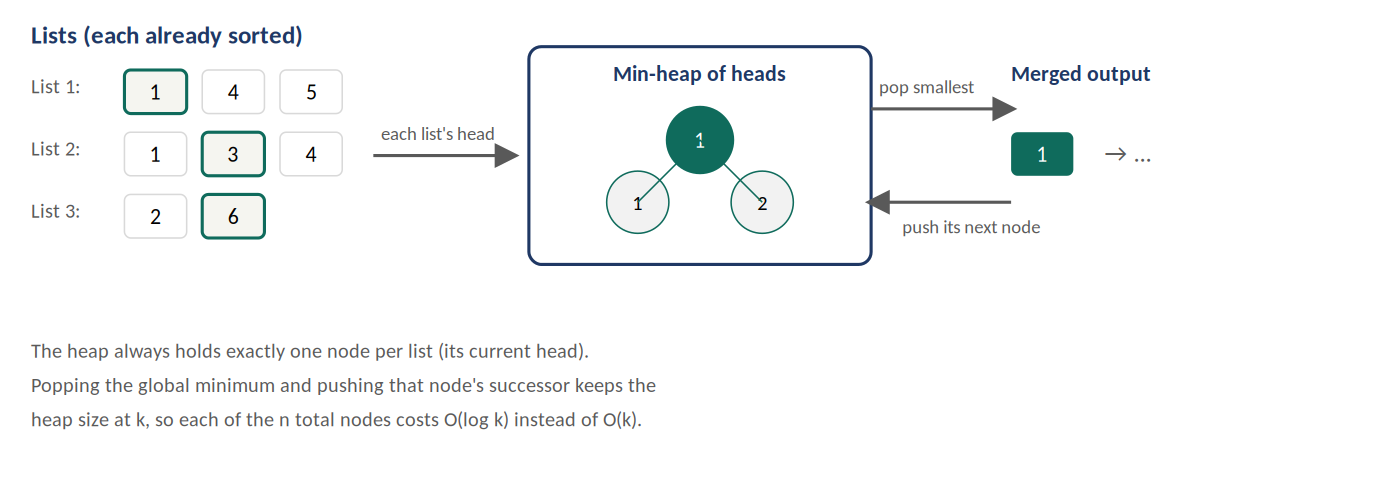 Lists (each already sorted)
List 1: 1 4 5
List 2: 1 3 4
List 3: 2 6
each list's head
Min-heap of heads
1
1 2
pop smallest
Merged output
1 → ...
push its next node
The heap always holds exactly one node per list (its current head).
Popping the global minimum and pushing that node's successor keeps the
heap size at k, so each of the n total nodes costs O(log k) instead of O(k).